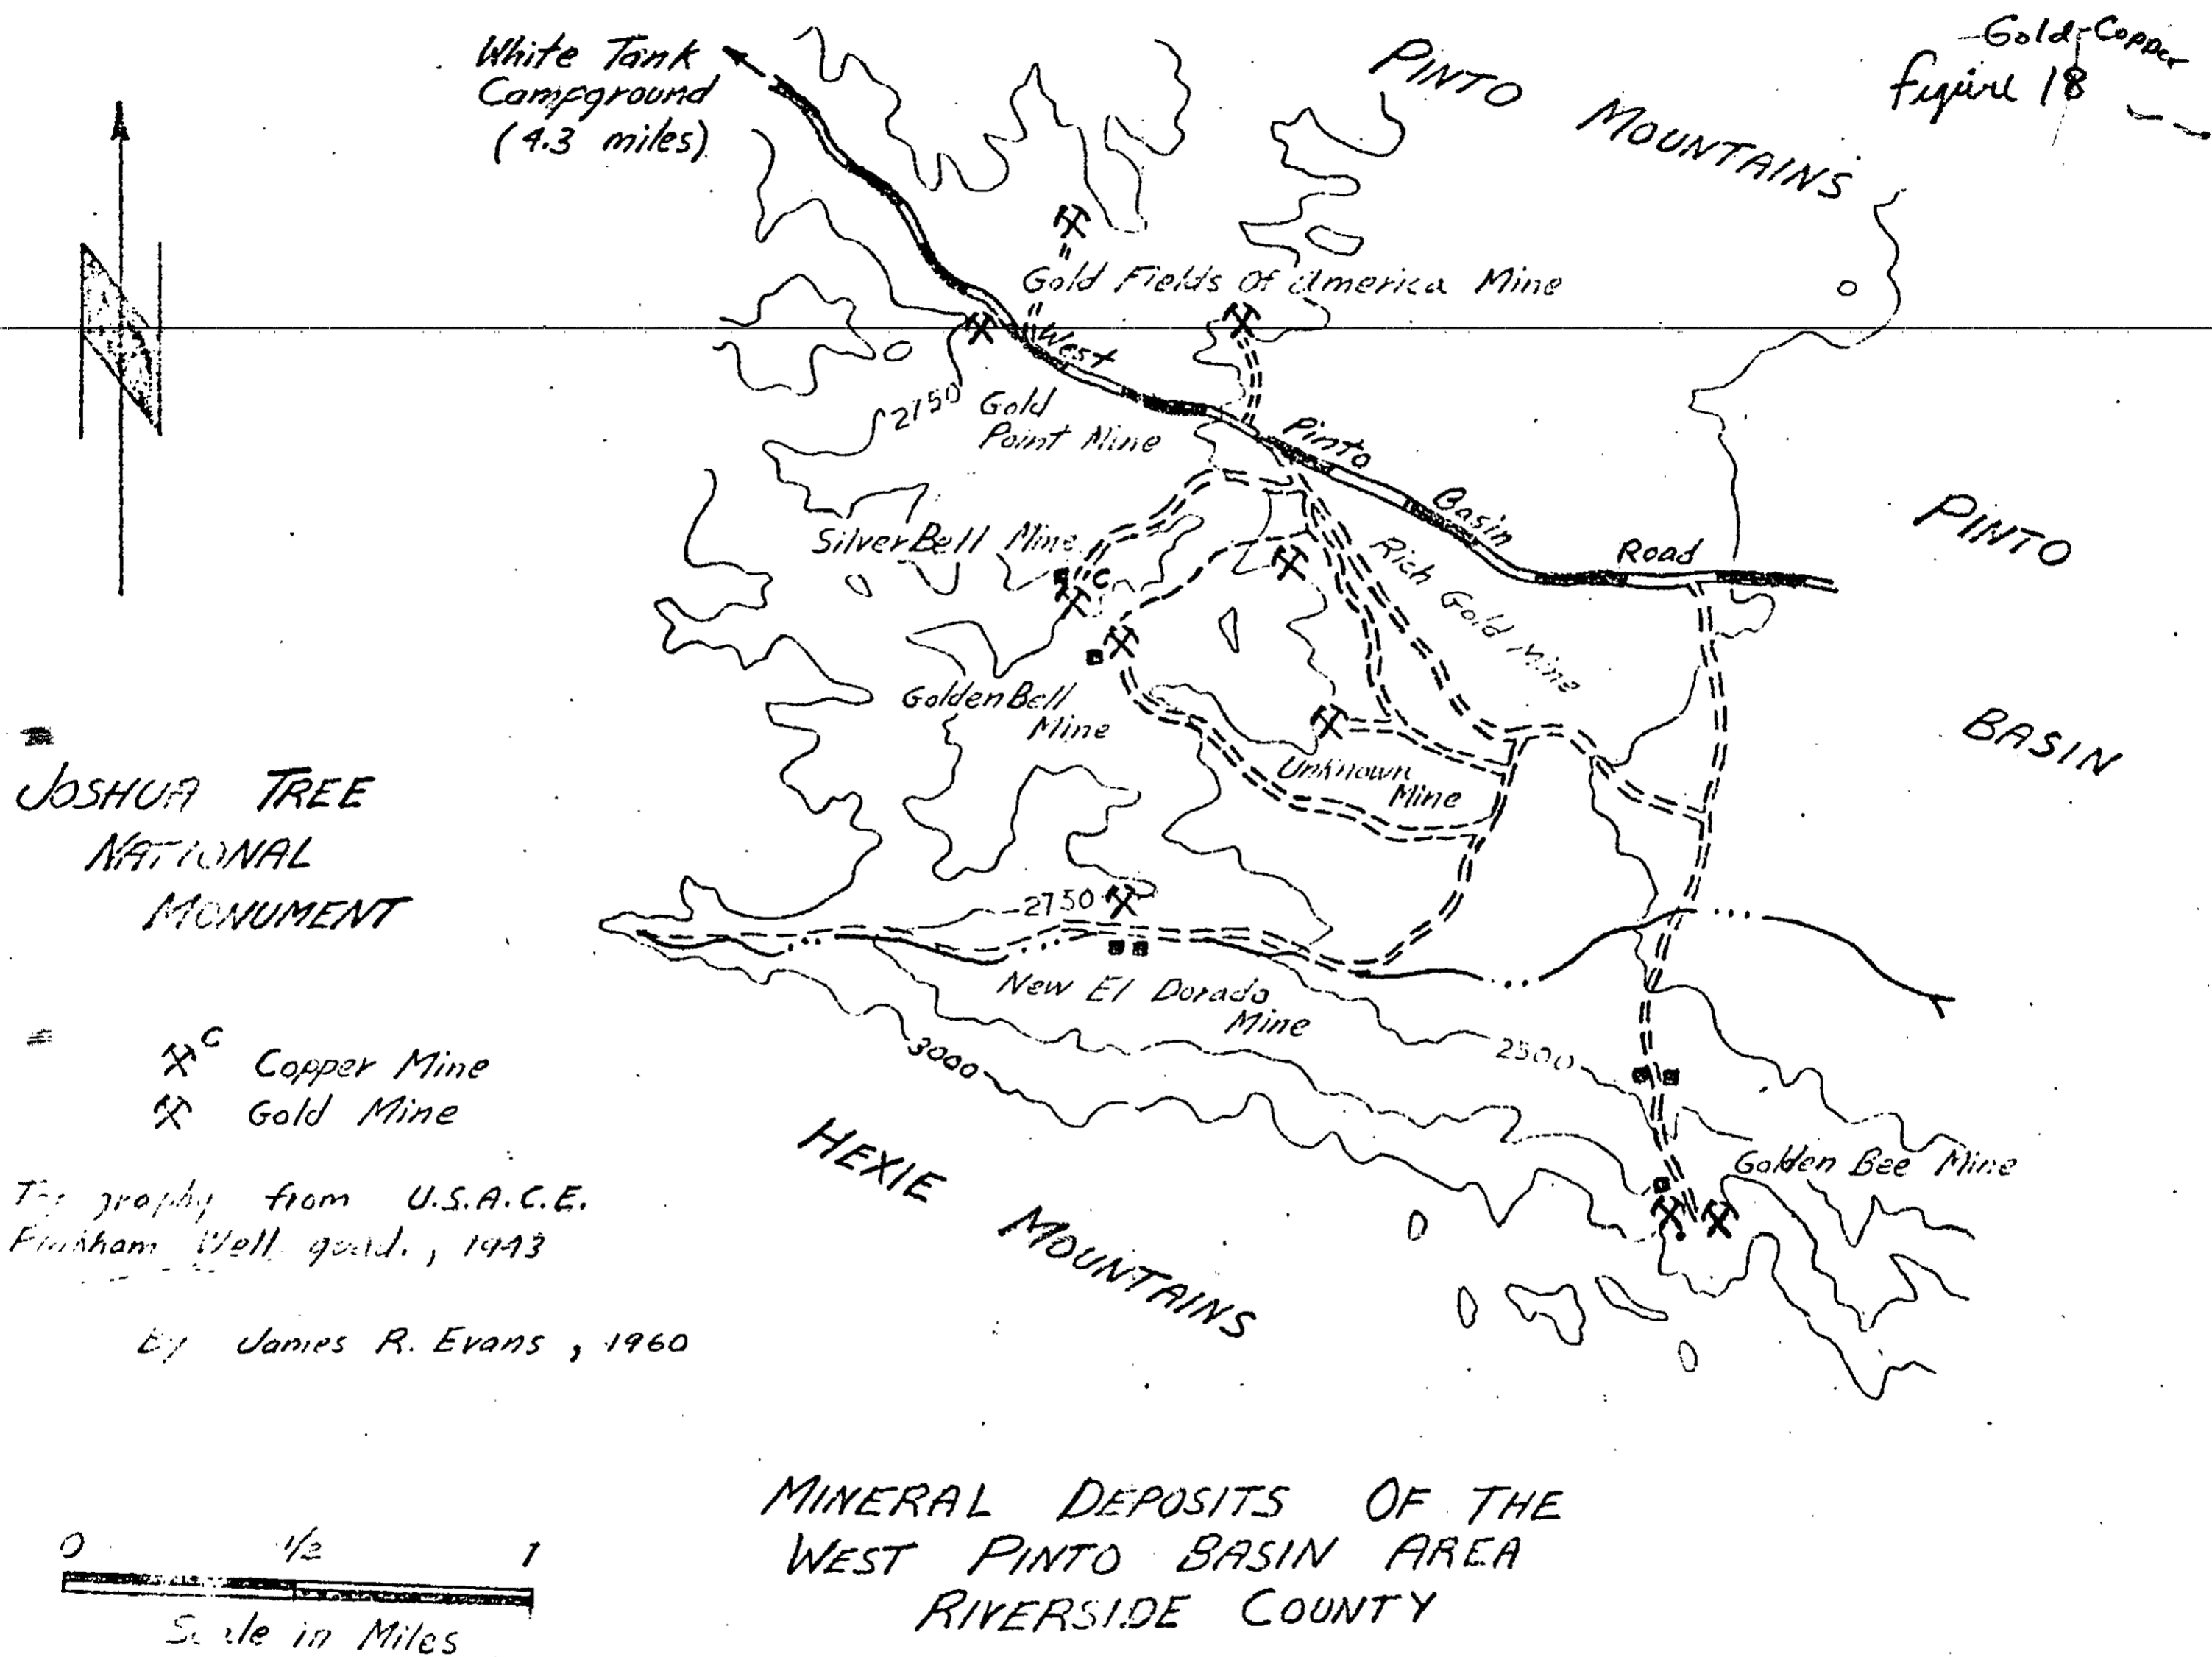 Gold-Copper
figure 18
White Tank
Campground
(4.3 miles)
PINTO MOUNTAINS
N
Gold Fields Of America Mine
West Pinto Basin Road
2750
Gold
Point Mine
Silver Bell Mine
C
Rich Gold Mine
PINTO
BASIN
Golden Bell
Mine
Unknown
Mine
JOSHUA TREE
NATIONAL
MONUMENT
2750
New El Dorado
Mine
3000
2500
C Copper Mine
Gold Mine
Golden Bee Mine
HEXIE MOUNTAINS
from U.S.A.C.E.
Well quad., 1943
By James R. Evans, 1960
0 1/2 1
Scale in Miles
MINERAL DEPOSITS OF THE
WEST PINTO BASIN AREA
RIVERSIDE COUNTY